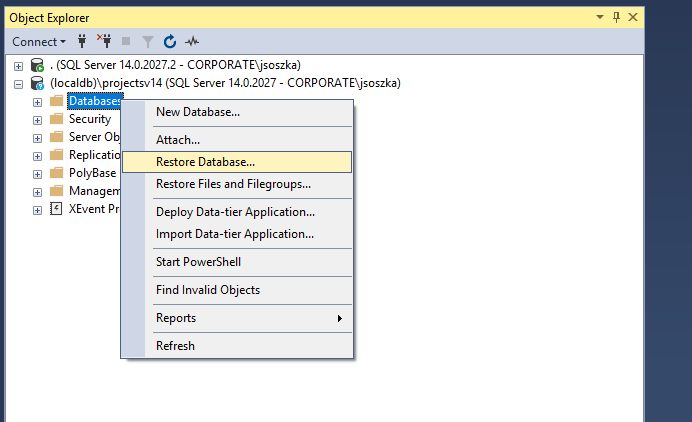 Object Explorer
Connect
. (SQL Server 14.0.2027.2 - CORPORATE\jsoszka)
(localdb)\projectsv14 (SQL Server 14.0.2027 - CORPORATE\jsoszka)
Databases
Security
Server Obj
Replicatio
PolyBase
Managem
XEvent Pr
New Database...
Attach...
Restore Database...
Restore Files and Filegroups...
Deploy Data-tier Application...
Import Data-tier Application...
Start PowerShell
Find Invalid Objects
Reports
Refresh